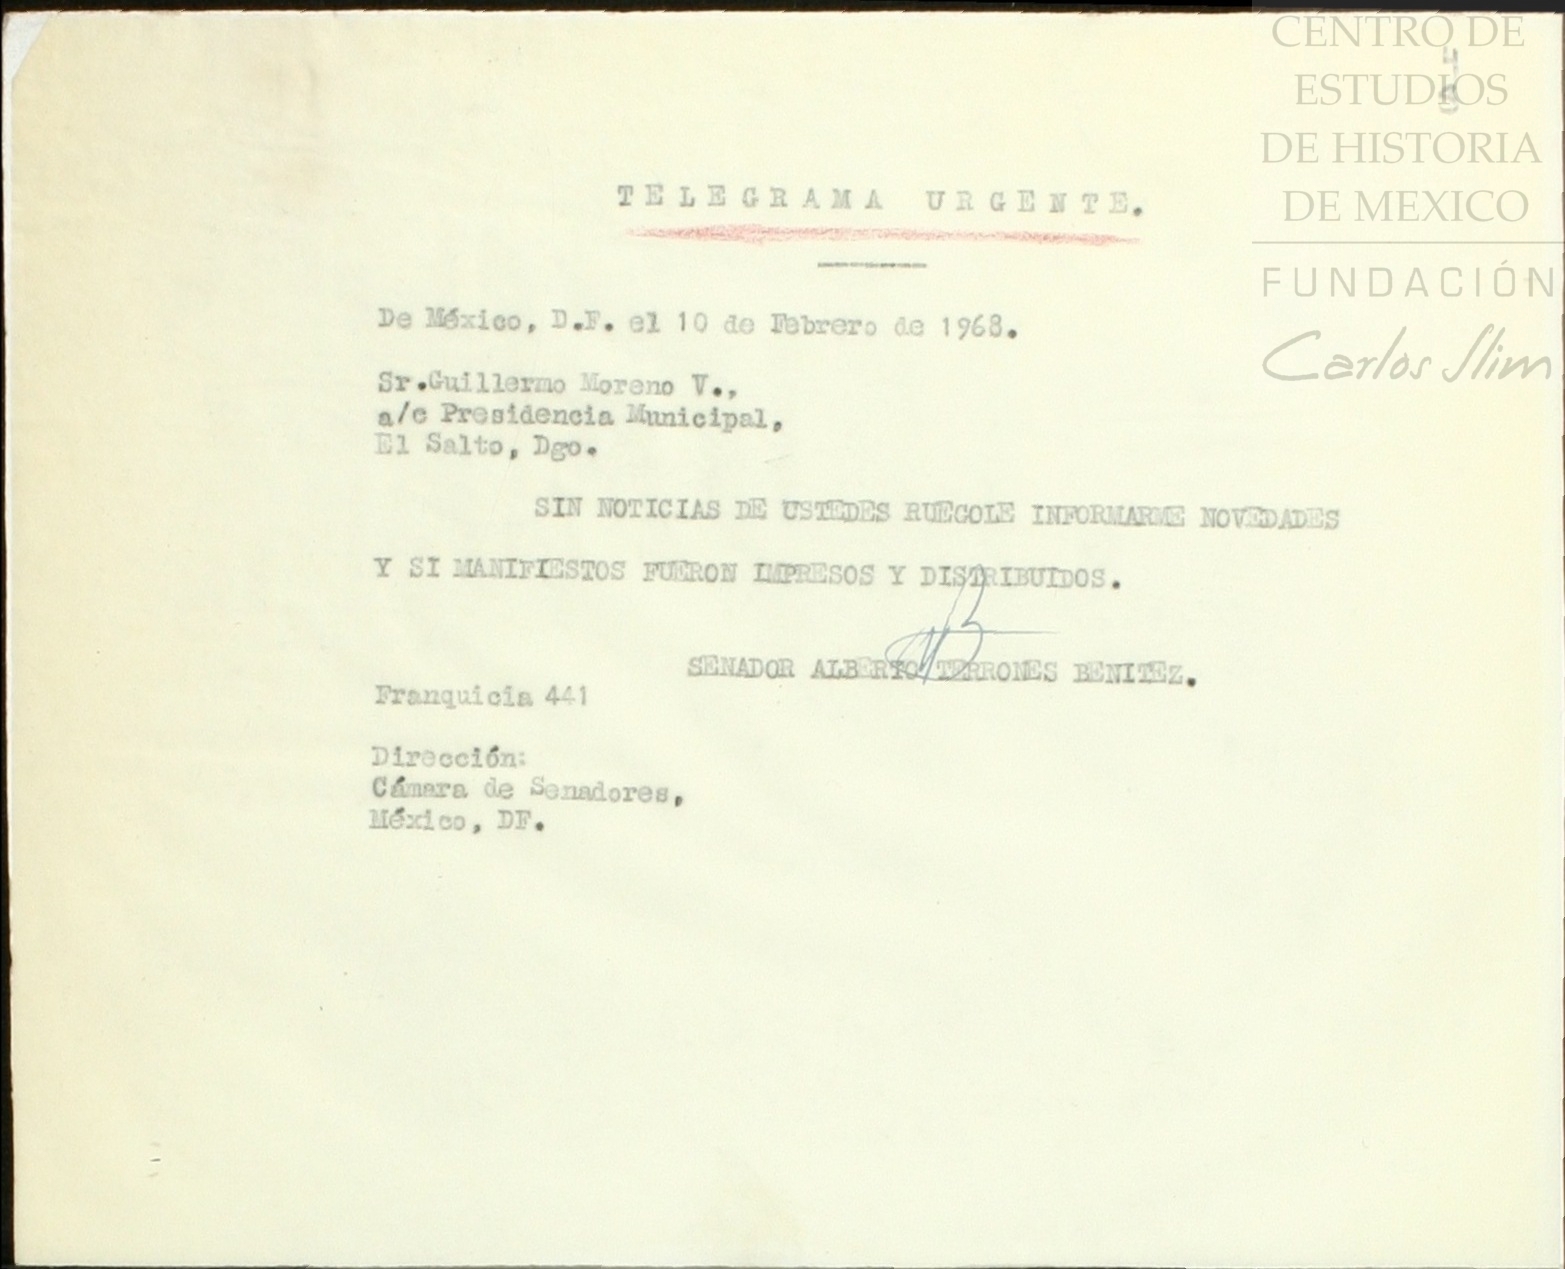 CENTRO DE
ESTUDIOS
DE HISTORIA
DE MEXICO
FUNDACIÓN
Carlos Slim
TELEGRAMA URGENTE.
De México, D.F. el 10 de Febrero de 1968.
Sr.Guillermo Moreno V.,
a/c Presidencia Municipal,
El Salto, Dgo.
SIN NOTICIAS DE USTEDES RUEGOLE INFORMARME NOVEDADES
Y SI MANIFIESTOS FUERON IMPRESOS Y DISTRIBUIDOS.
SENADOR ALBERTO TERRONES BENITEZ.
Franquicia 441
Dirección:
Cámara de Senadores,
México, DF.